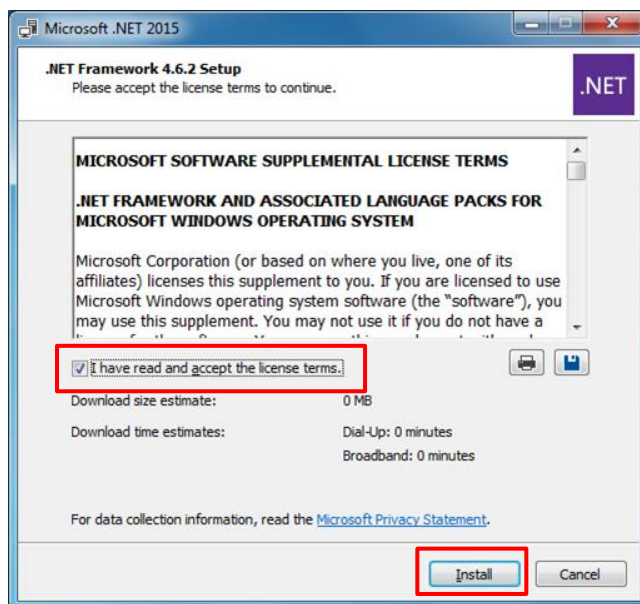 Microsoft .NET 2015
.NET Framework 4.6.2 Setup
Please accept the license terms to continue.
.NET
MICROSOFT SOFTWARE SUPPLEMENTAL LICENSE TERMS
.NET FRAMEWORK AND ASSOCIATED LANGUAGE PACKS FOR
MICROSOFT WINDOWS OPERATING SYSTEM
Microsoft Corporation (or based on where you live, one of its
affiliates) licenses this supplement to you. If you are licensed to use
Microsoft Windows operating system software (the “software”), you
may use this supplement. You may not use it if you do not have a
I have read and accept the license terms.
Download size estimate: 0 MB
Download time estimates: Dial-Up: 0 minutes
Broadband: 0 minutes
For data collection information, read the Microsoft Privacy Statement.
Install Cancel